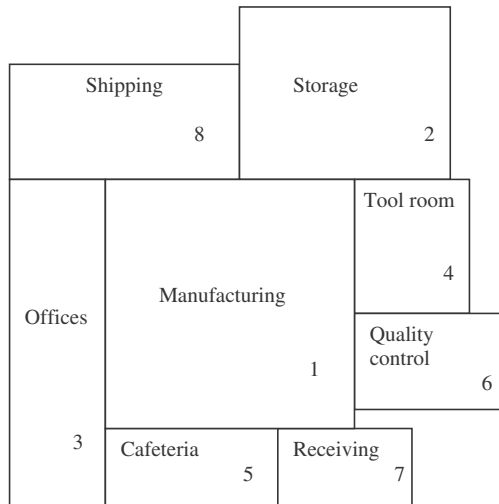 Shipping
8
Storage
2
Tool room
4
Offices
3
Manufacturing
1
Quality
control
6
Cafeteria
5
Receiving
7